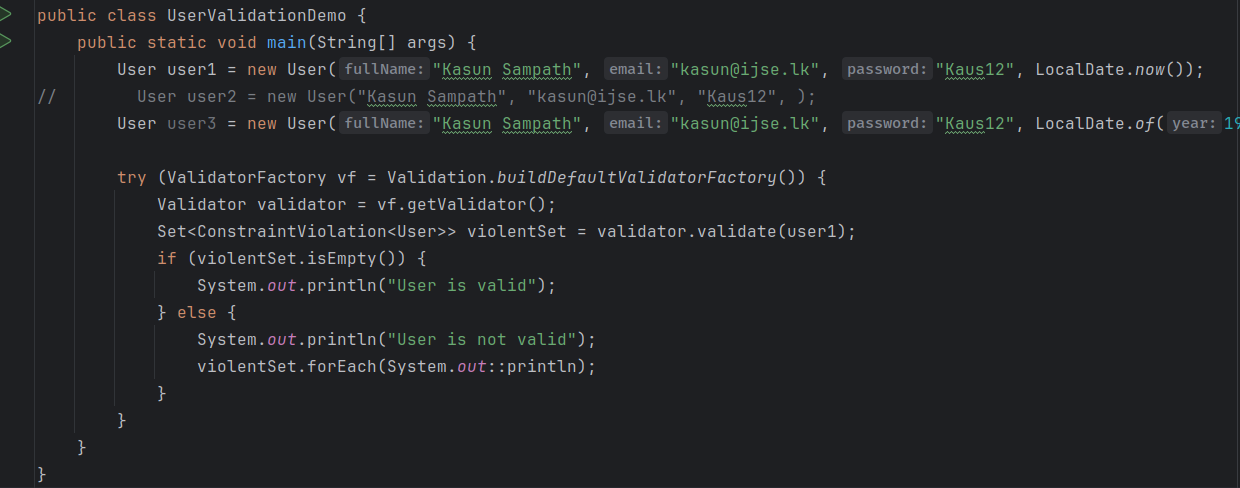 public class UserValidationDemo {
    public static void main(String[] args) {
        User user1 = new User( fullName: "Kasun Sampath", email: "kasun@ijse.lk", password: "Kaus12", LocalDate.now());
//        User user2 = new User("Kasun Sampath", "kasun@ijse.lk", "Kaus12", );
        User user3 = new User( fullName: "Kasun Sampath", email: "kasun@ijse.lk", password: "Kaus12", LocalDate.of( year: 19

        try (ValidatorFactory vf = Validation.buildDefaultValidatorFactory()) {
            Validator validator = vf.getValidator();
            Set<ConstraintViolation<User>> violentSet = validator.validate(user1);
            if (violentSet.isEmpty()) {
                System.out.println("User is valid");
            } else {
                System.out.println("User is not valid");
                violentSet.forEach(System.out::println);
            }
        }
    }
}